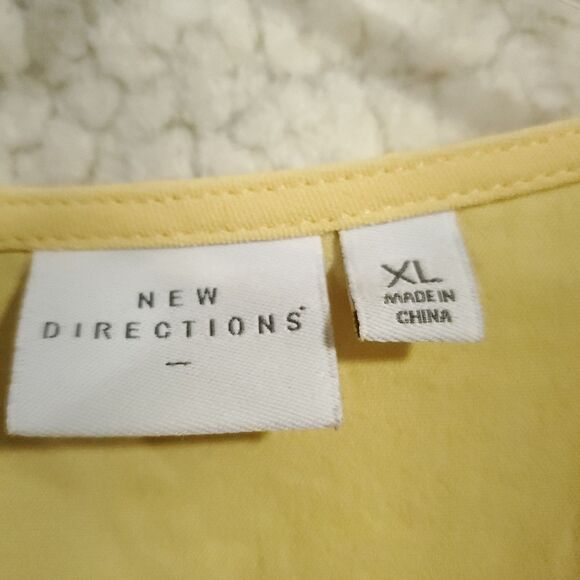 NEW
DIRECTIONS
—
XL
MADE IN
CHINA